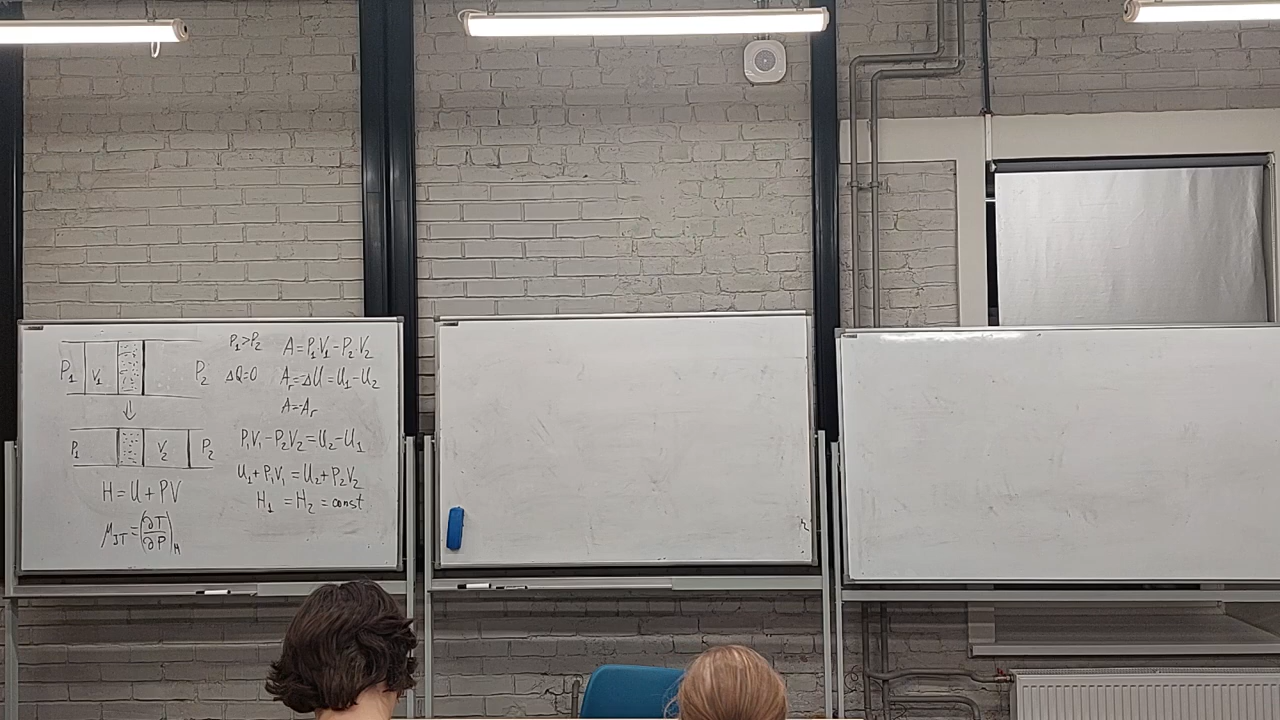 P₁ V₁ P₂
⇓
P₁ V₂ P₂
H = U + PV
μ_JT = (∂T/∂P)_H
P₁>P₂ A = P₁V₁ − P₂V₂
ΔQ=0 A_r = ΔU = U₁ − U₂
A = -A_r
P₁V₁ − P₂V₂ = U₂ − U₁
U₁ + P₁V₁ = U₂ + P₂V₂
H₁ = H₂ = const